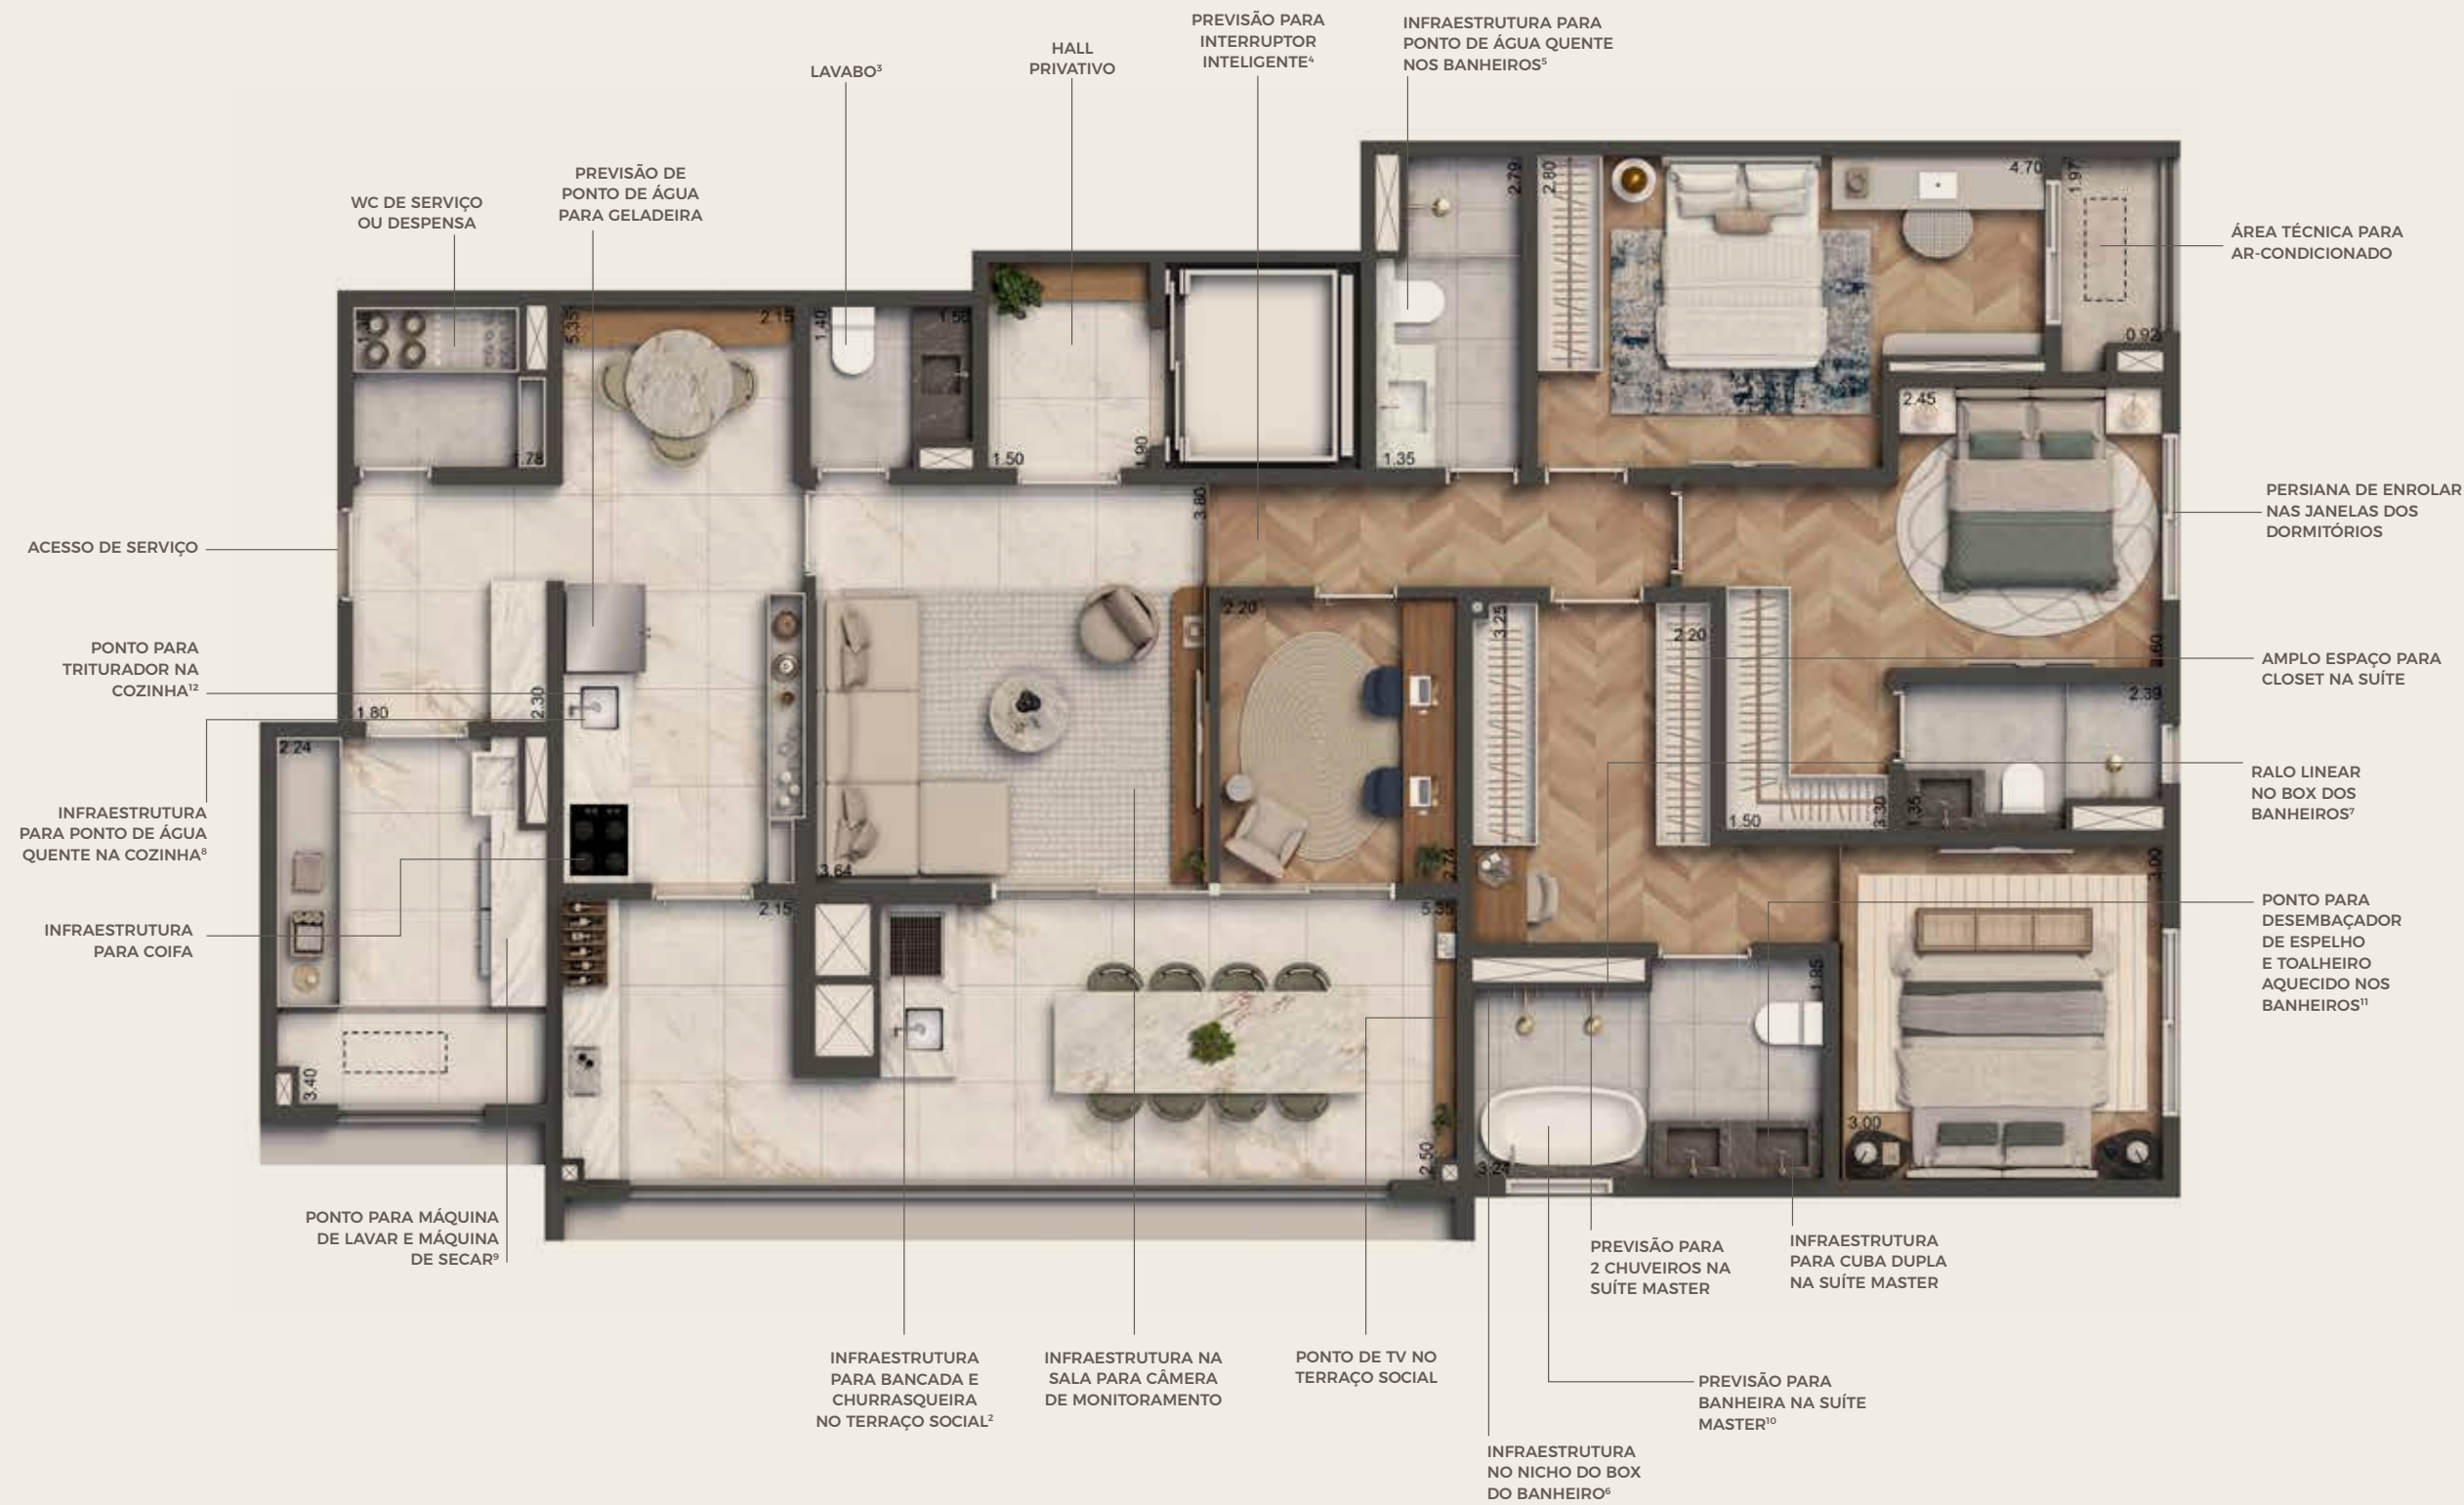 PREVISÃO PARA
INTERRUPTOR
INTELIGENTE⁴
INFRAESTRUTURA PARA
PONTO DE ÁGUA QUENTE
NOS BANHEIROS⁵
HALL
PRIVATIVO
LAVABO³
PREVISÃO DE
PONTO DE ÁGUA
PARA GELADEIRA
WC DE SERVIÇO
OU DESPENSA
ÁREA TÉCNICA PARA
AR-CONDICIONADO
PERSIANA DE ENROLAR
NAS JANELAS DOS
DORMITÓRIOS
ACESSO DE SERVIÇO
PONTO PARA
TRITURADOR NA
COZINHA¹²
AMPLO ESPAÇO PARA
CLOSET NA SUÍTE
RALO LINEAR
NO BOX DOS
BANHEIROS⁷
INFRAESTRUTURA
PARA PONTO DE ÁGUA
QUENTE NA COZINHA⁸
INFRAESTRUTURA
PARA COIFA
PONTO PARA
DESEMBAÇADOR
DE ESPELHO
E TOALHEIRO
AQUECIDO NOS
BANHEIROS¹¹
PONTO PARA MÁQUINA
DE LAVAR E MÁQUINA
DE SECAR⁹
PREVISÃO PARA
2 CHUVEIROS NA
SUÍTE MASTER
INFRAESTRUTURA
PARA CUBA DUPLA
NA SUÍTE MASTER
INFRAESTRUTURA
PARA BANCADA E
CHURRASQUEIRA
NO TERRAÇO SOCIAL²
INFRAESTRUTURA NA
SALA PARA CÂMERA
DE MONITORAMENTO
PONTO DE TV NO
TERRAÇO SOCIAL
PREVISÃO PARA
BANHEIRA NA SUÍTE
MASTER¹⁰
INFRAESTRUTURA
NO NICHO DO BOX
DO BANHEIRO⁶
2.79
2.80
4.70
1.97
0.92
5.35
2.15
1.40
1.50
1.50
1.90
1.35
2.45
3.80
2.20
3.25
2.20
2.39
1.80
2.30
2.24
3.64
2.74
1.50
3.30
1.35
3.00
2.15
5.35
1.95
3.40
2.50
3.24
3.00